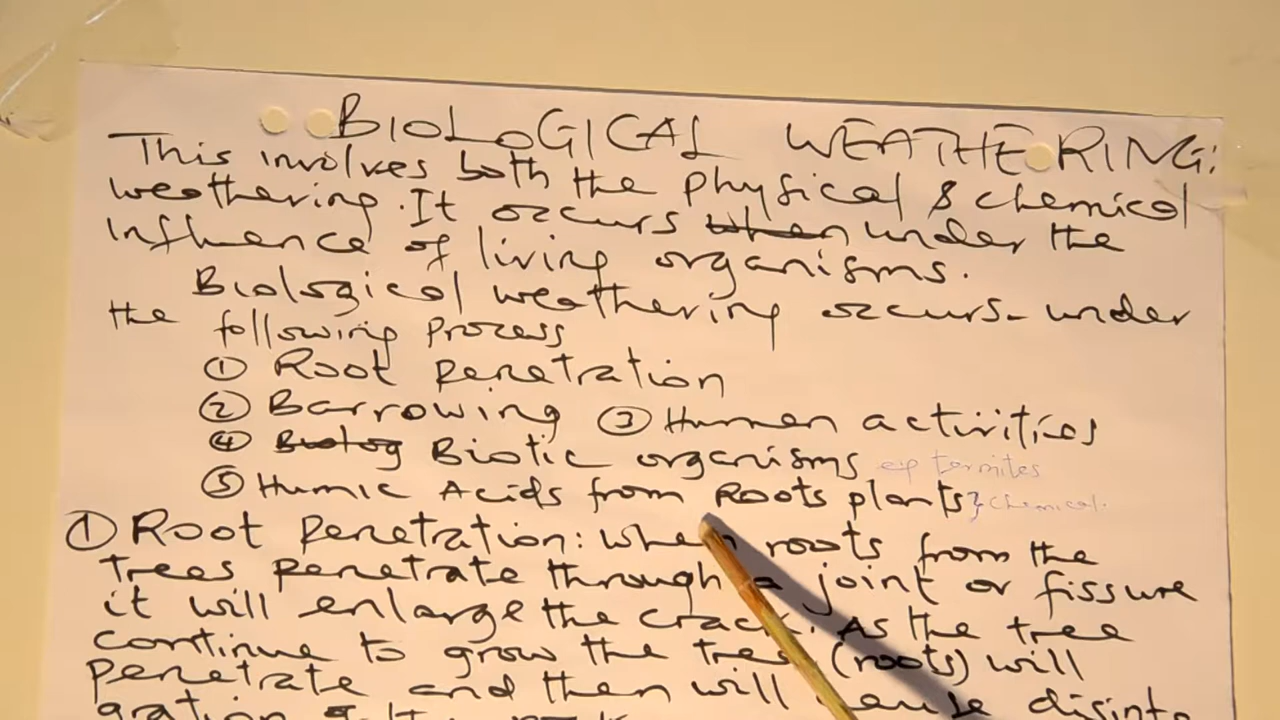 BIOLOGICAL WEATHERING:
This involves both the physical & chemical
weathering. It occurs when under the
influence of living organisms.
Biological weathering occurs under
the following process
① Root penetration
② Barrowing ③ Human activities
④ Biolog Biotic organisms eg termites
⑤ Humic Acids from Roots plants } chemical.
① Root penetration: when roots from the
trees penetrate through a joint or fissure
it will enlarge the crack. As the tree
continue to grow the tree (roots) will
penetrate and then will cause disinte
gration